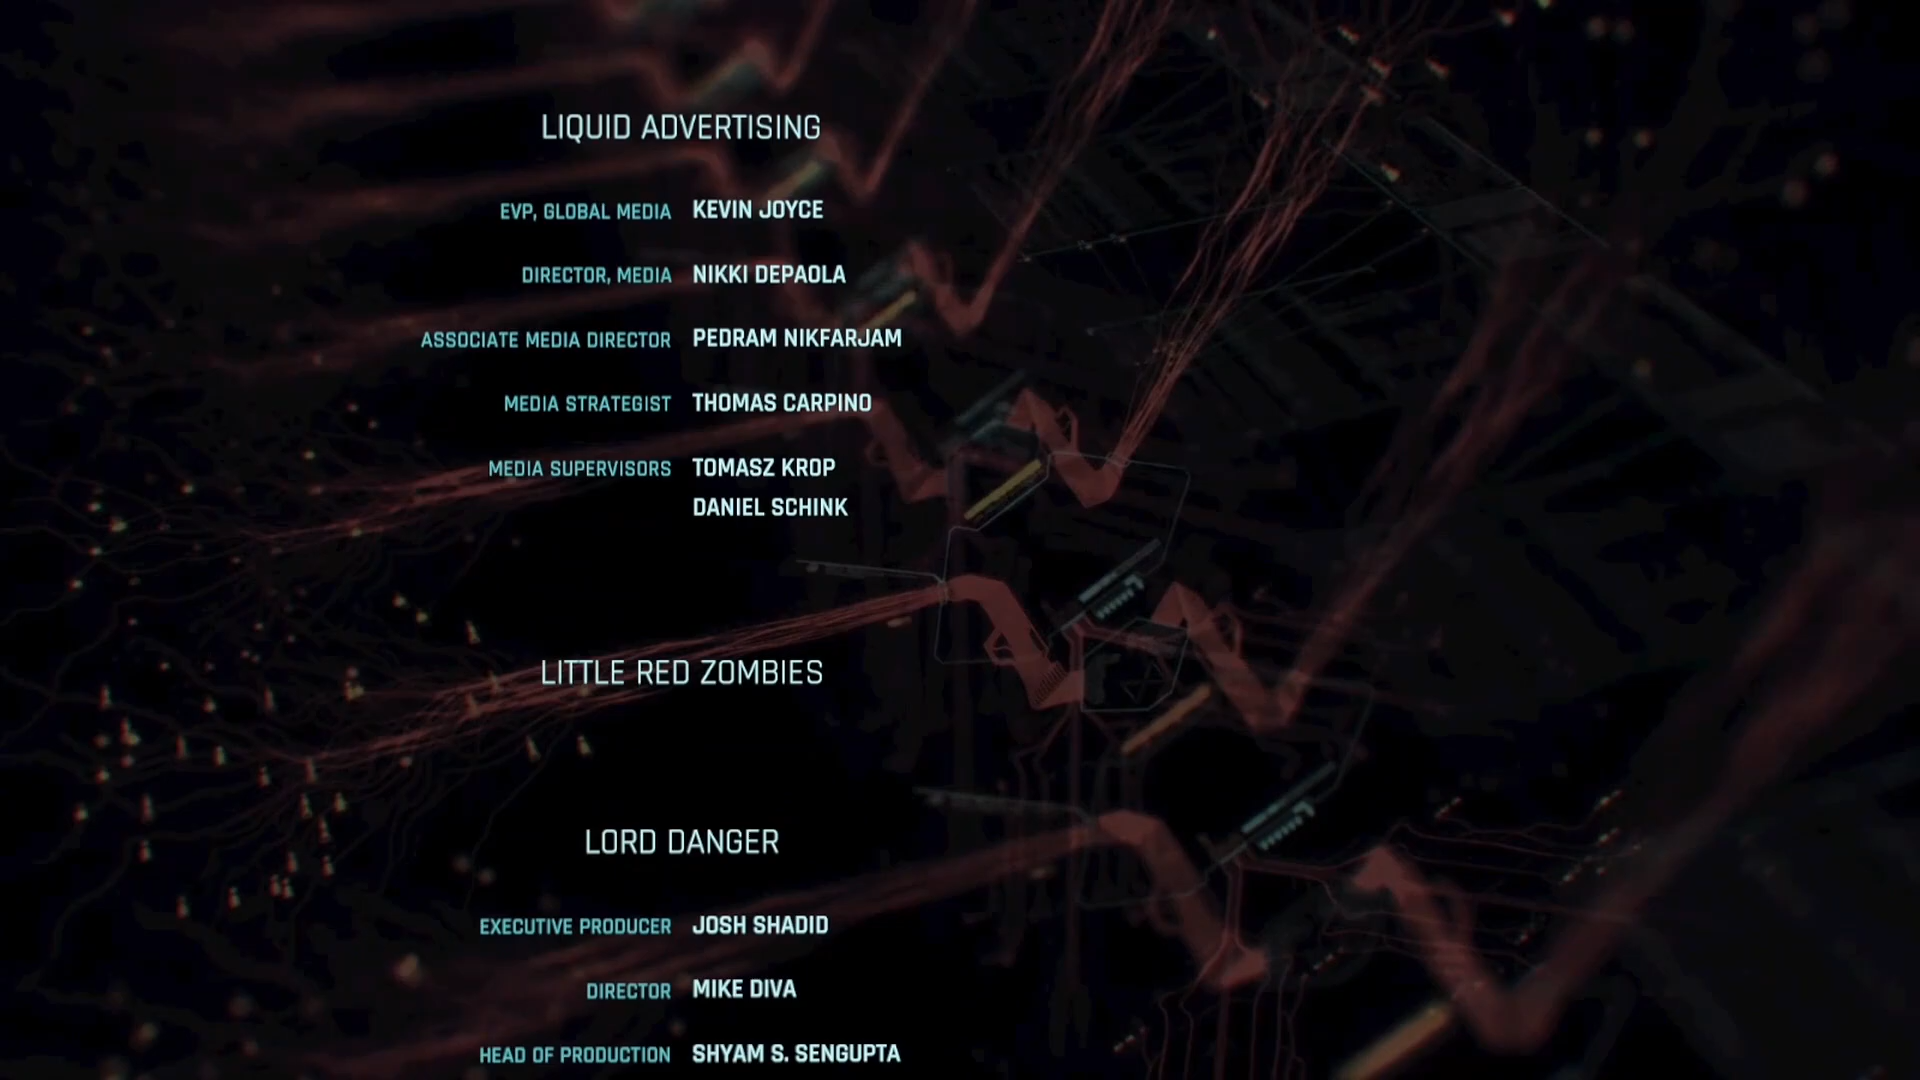 LIQUID ADVERTISING
EVP, GLOBAL MEDIA KEVIN JOYCE
DIRECTOR, MEDIA NIKKI DEPAOLA
ASSOCIATE MEDIA DIRECTOR PEDRAM NIKFARJAM
MEDIA STRATEGIST THOMAS CARPINO
MEDIA SUPERVISORS TOMASZ KROP
DANIEL SCHINK
LITTLE RED ZOMBIES
LORD DANGER
EXECUTIVE PRODUCER JOSH SHADID
DIRECTOR MIKE DIVA
HEAD OF PRODUCTION SHYAM S. SENGUPTA